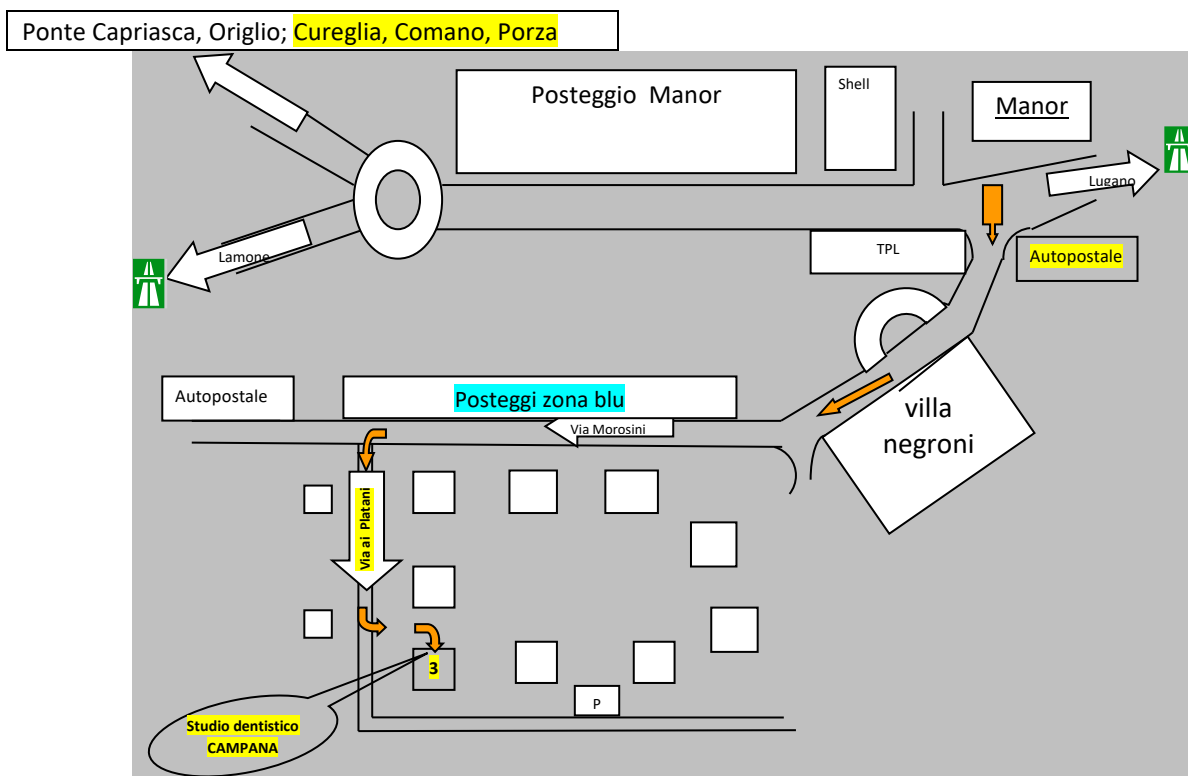 Ponte Capriasca, Origlio; Cureglia, Comano, Porza
Posteggio Manor
Shell
Manor
Lugano
Lamone
TPL
Autopostale
Autopostale
Posteggi zona blu
Via Morosini
villa
negroni
Via ai Platani
3
P
Studio dentistico
CAMPANA